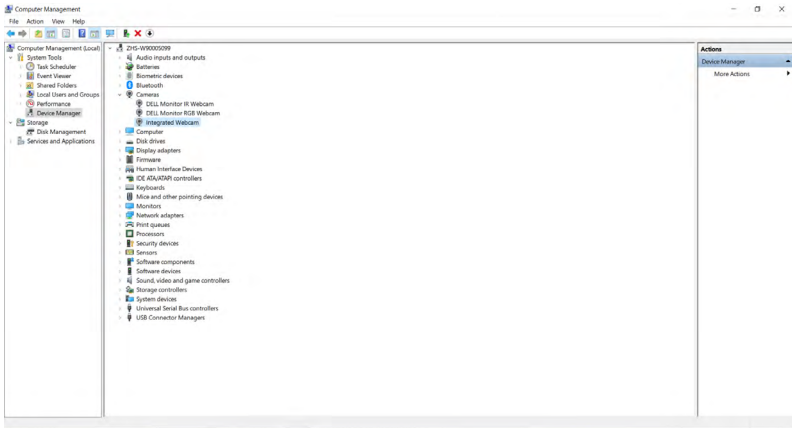 Computer Management
File Action View Help
Computer Management (Local)
System Tools
Task Scheduler
Event Viewer
Shared Folders
Local Users and Groups
Performance
Device Manager
Storage
Disk Management
Services and Applications
ZHS-W9000S099
Audio inputs and outputs
Batteries
Biometric devices
Bluetooth
Cameras
DELL Monitor IR Webcam
DELL Monitor RGB Webcam
Integrated Webcam
Computer
Disk drives
Display adapters
Firmware
Human Interface Devices
IDE ATA/ATAPI controllers
Keyboards
Mice and other pointing devices
Monitors
Network adapters
Print queues
Processors
Security devices
Sensors
Software components
Software devices
Sound, video and game controllers
Storage controllers
System devices
Universal Serial Bus controllers
USB Connector Managers
Actions
Device Manager
More Actions